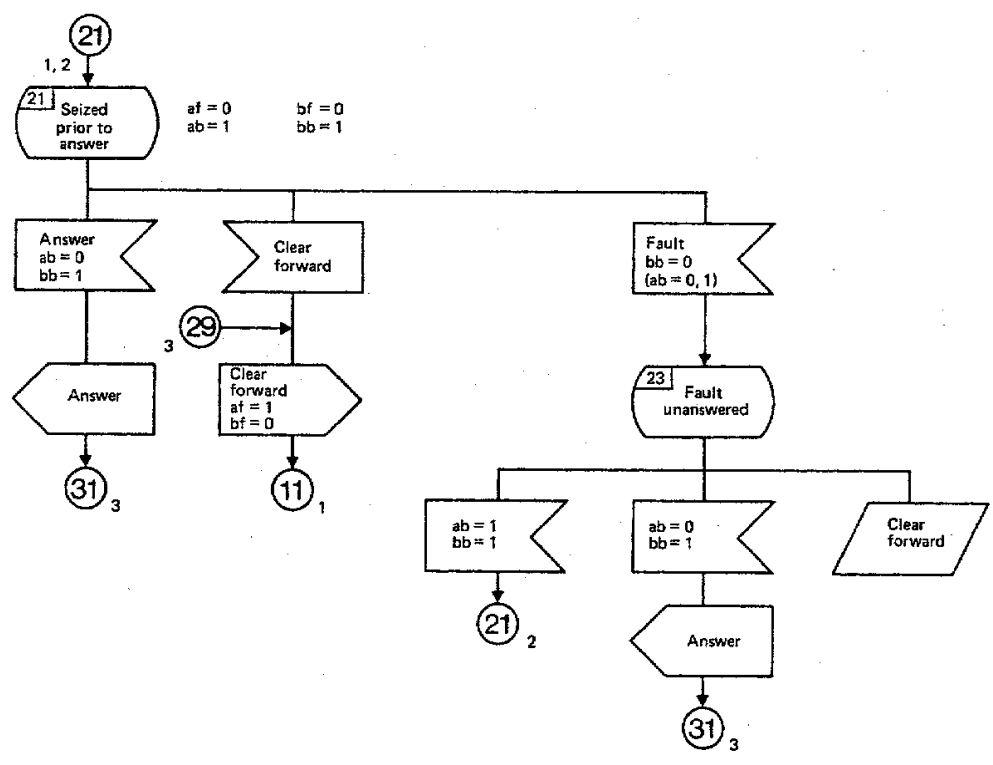 21
1, 2
21
Seized
prior to
answer
af = 0
ab = 1
bf = 0
bb = 1
Answer
ab = 0
bb = 1
Clear
forward
Fault
bb = 0
(ab = 0, 1)
29
3
Answer
Clear
forward
af = 1
bf = 0
23
Fault
unanswered
31
3
11
1
ab = 1
bb = 1
ab = 0
bb = 1
Clear
forward
21
2
Answer
31
3